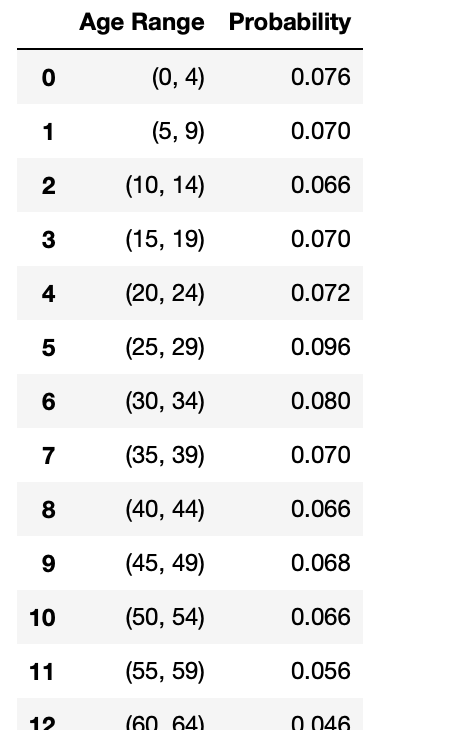 Age Range Probability
0 (0, 4) 0.076
1 (5, 9) 0.070
2 (10, 14) 0.066
3 (15, 19) 0.070
4 (20, 24) 0.072
5 (25, 29) 0.096
6 (30, 34) 0.080
7 (35, 39) 0.070
8 (40, 44) 0.066
9 (45, 49) 0.068
10 (50, 54) 0.066
11 (55, 59) 0.056
12 (60, 64) 0.046